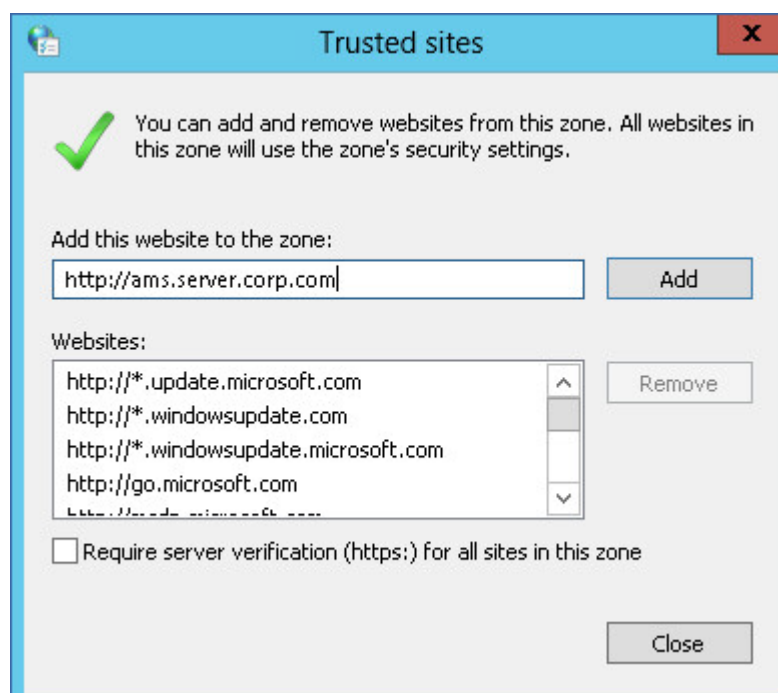 Trusted sites
You can add and remove websites from this zone. All websites in
this zone will use the zone's security settings.
Add this website to the zone:
http://ams.server.corp.com
Add
Websites:
http://*.update.microsoft.com
http://*.windowsupdate.com
http://*.windowsupdate.microsoft.com
http://go.microsoft.com
Remove
Require server verification (https:) for all sites in this zone
Close